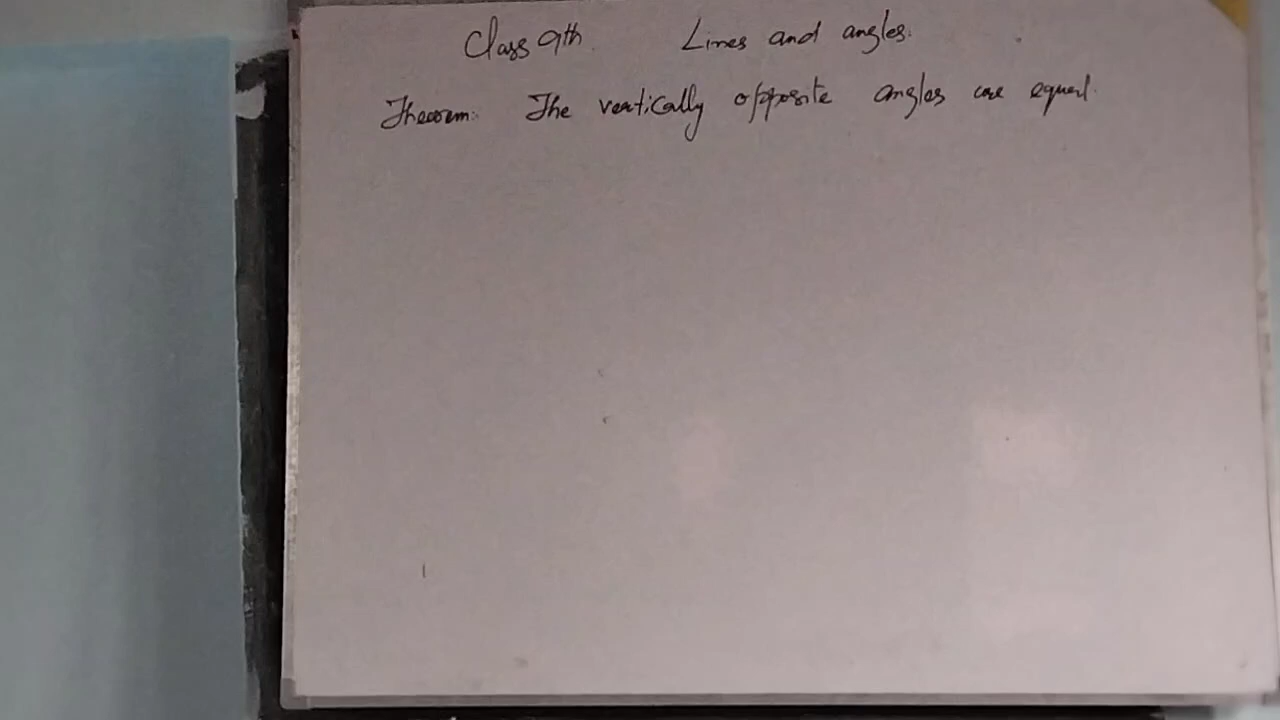 Class 9th. Lines and angles.
Theorem: The vertically opposite angles are equal.